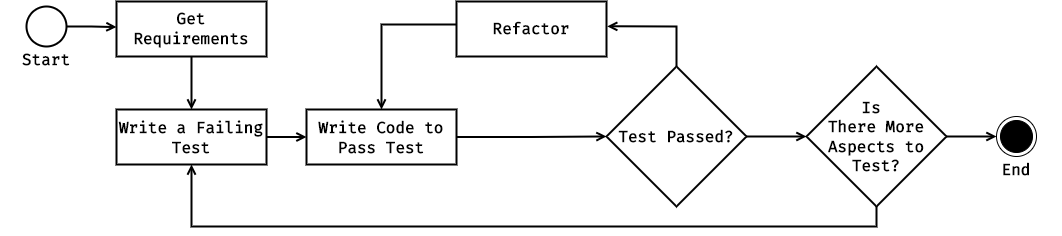 Start
Get
Requirements
Refactor
Write a Failing
Test
Write Code to
Pass Test
Test Passed?
Is
There More
Aspects to
Test?
End